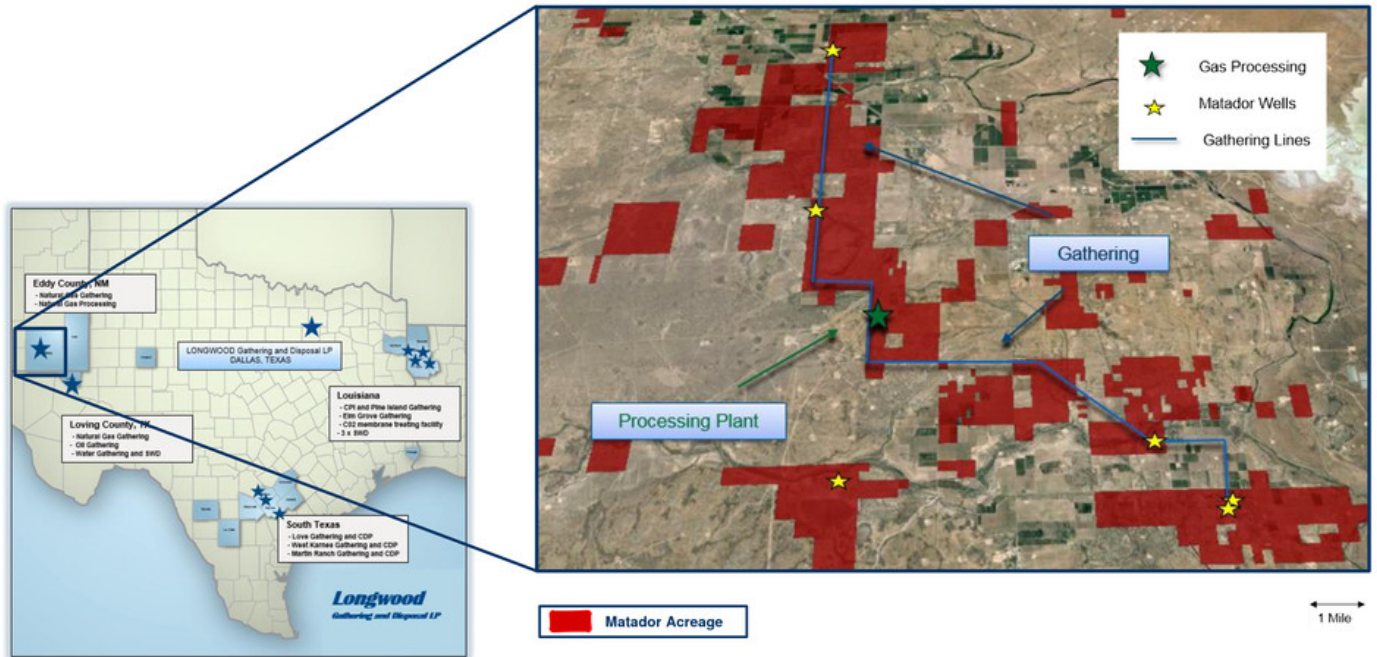 Gas Processing
Matador Wells
Gathering Lines
Gathering
Processing Plant
Eddy County, NM
- Natural Gas Gathering
- Natural Gas Processing
LONGWOOD Gathering and Disposal LP
DALLAS, TEXAS
Louisiana
- CPI and Pine Island Gathering
- Elm Grove Gathering
- C02 membrane treating facility
- 3 x SWD
Loving County, TX
- Natural Gas Gathering
- Oil Gathering
- Water Gathering and SWD
South Texas
- Love Gathering and CDP
- West Karnes Gathering and CDP
- Martin Ranch Gathering and CDP
Longwood
Gathering and Disposal LP
Matador Acreage
1 Mile